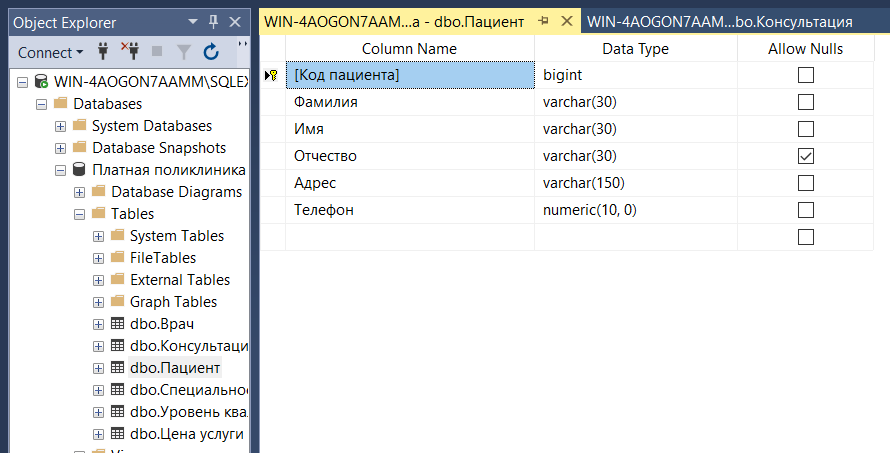 Object Explorer
Connect
WIN-4AOGON7AAMM\SQLEX
Databases
System Databases
Database Snapshots
Платная поликлиника
Database Diagrams
Tables
System Tables
FileTables
External Tables
Graph Tables
dbo.Врач
dbo.Консультаци
dbo.Пациент
dbo.Специальнос
dbo.Уровень ква
dbo.Цена услуги
WIN-4AOGON7AAM...a - dbo.Пациент
WIN-4AOGON7AAM...bo.Консультация
Column Name Data Type Allow Nulls
[Код пациента] bigint
Фамилия varchar(30)
Имя varchar(30)
Отчество varchar(30)
Адрес varchar(150)
Телефон numeric(10, 0)